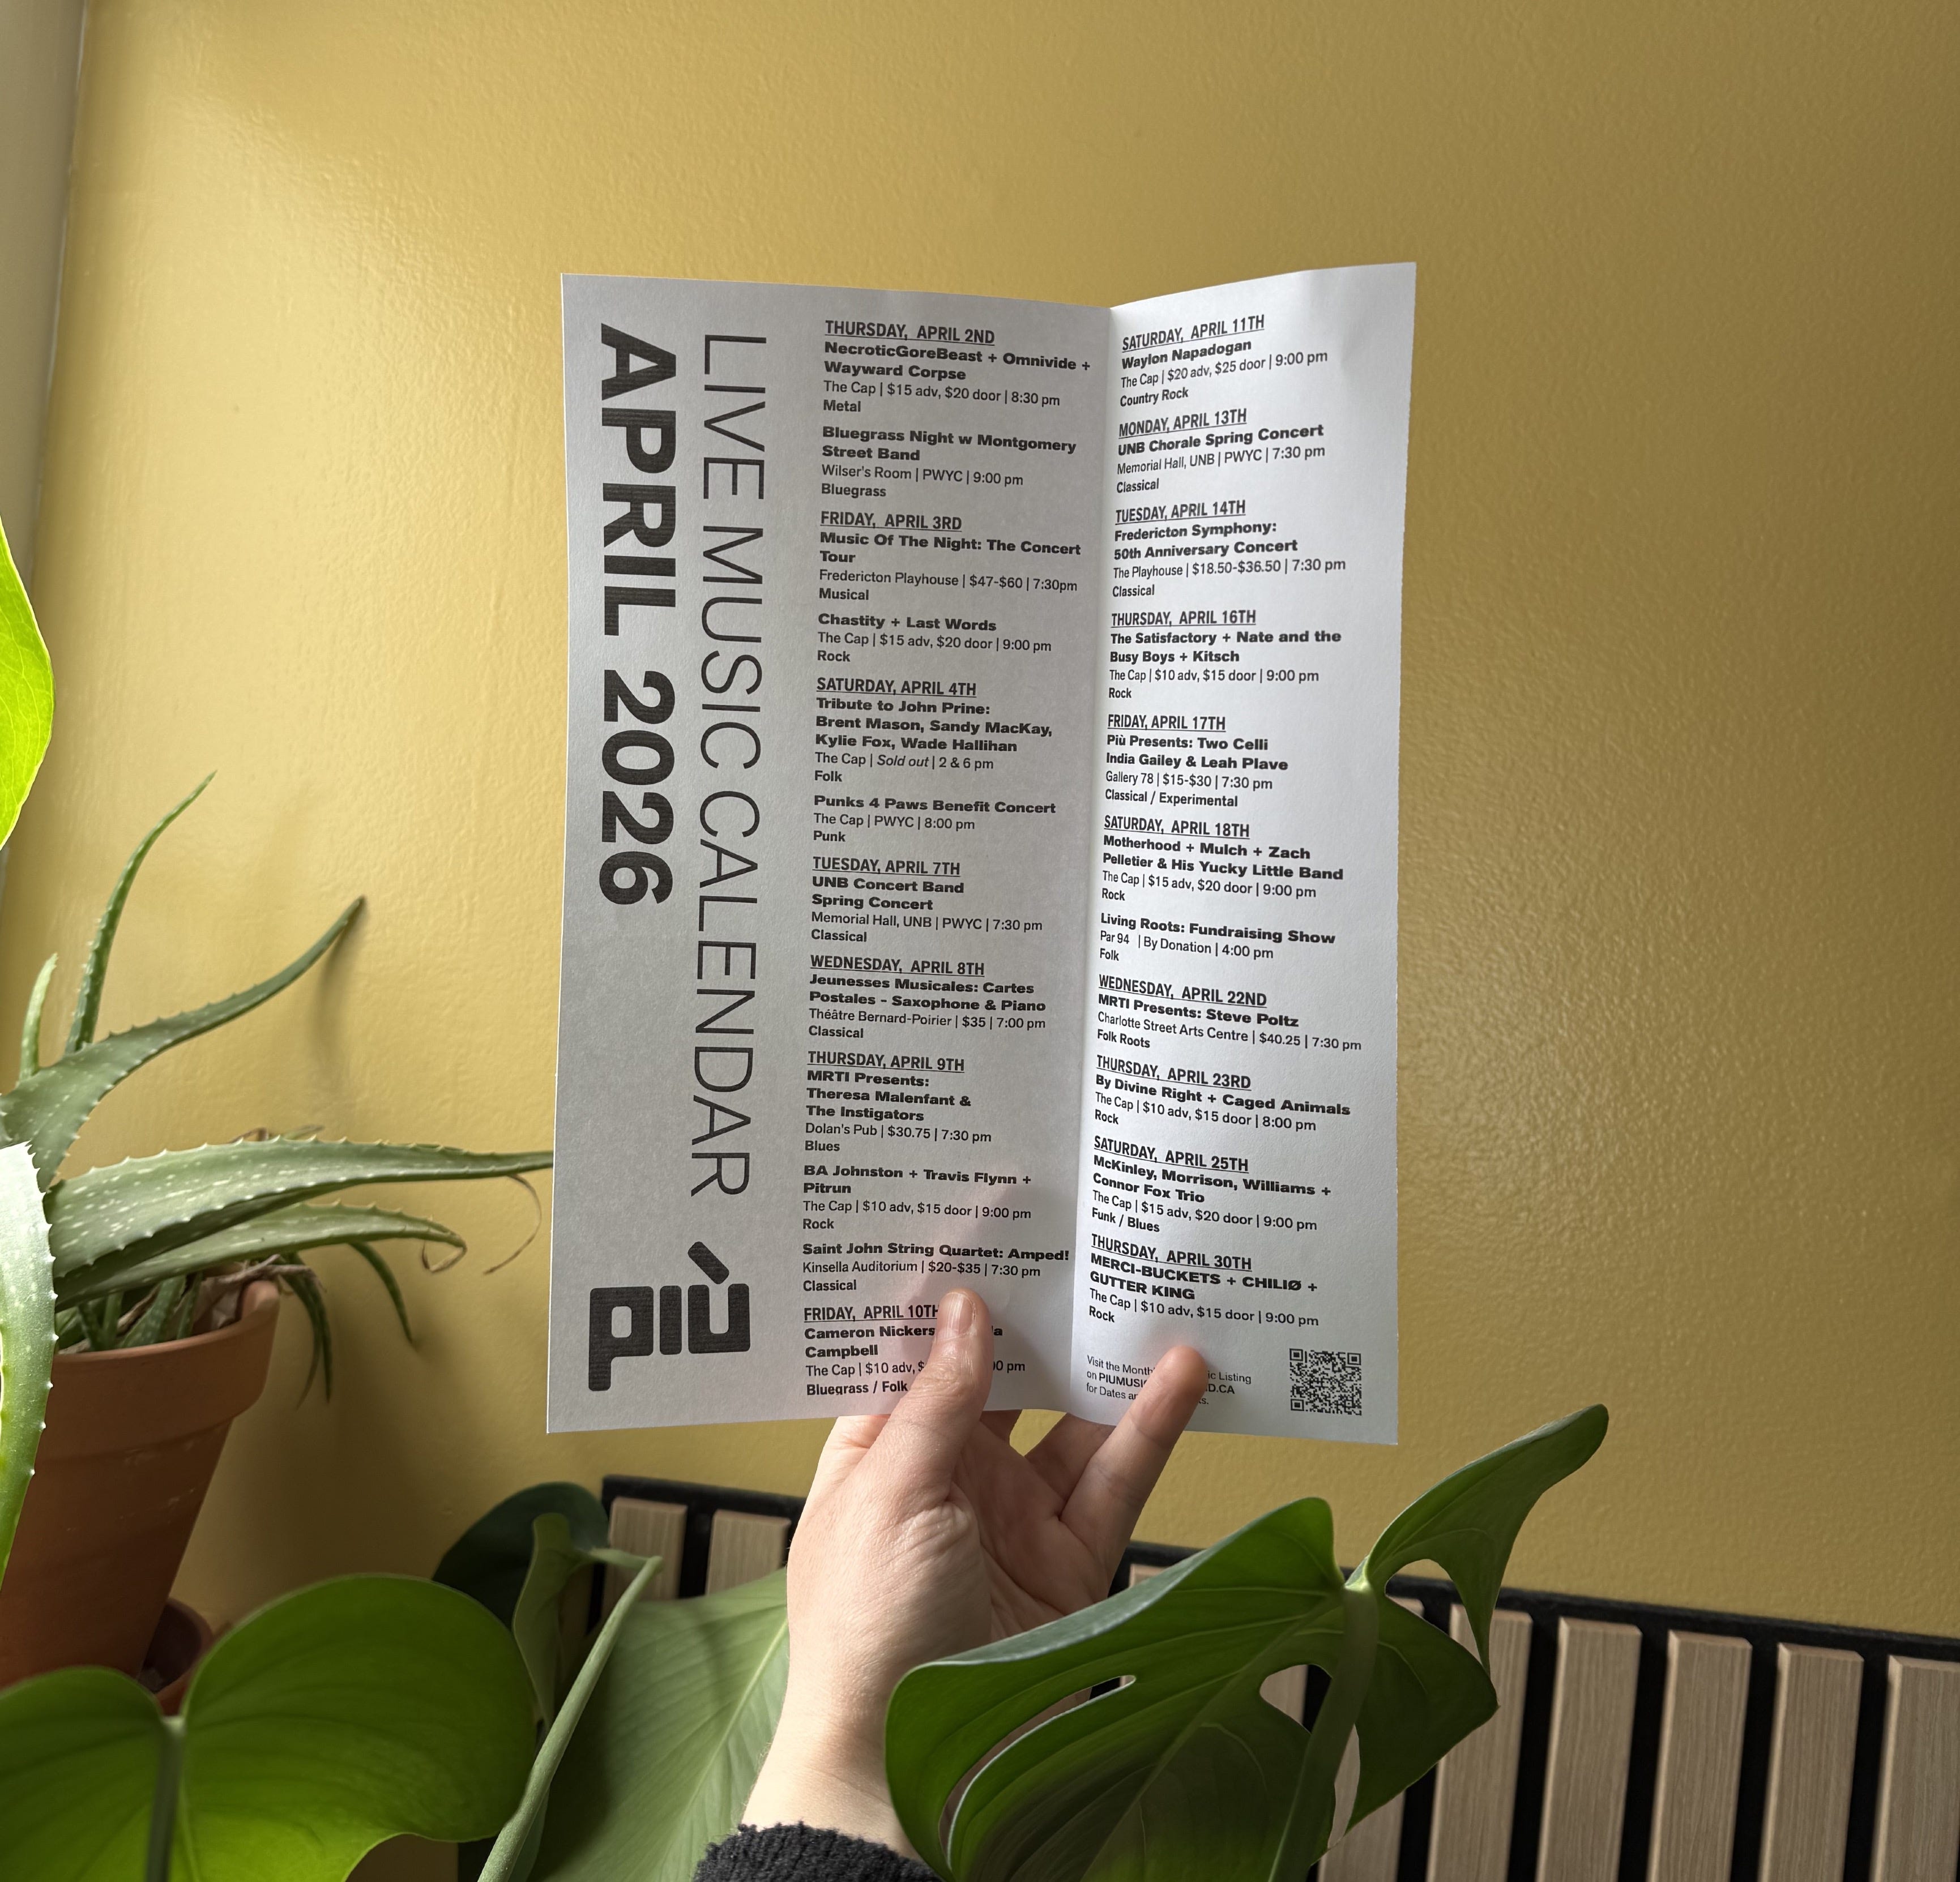 APRIL 2026
LIVE MUSIC CALENDAR
più
THURSDAY, APRIL 2ND
NecroticGoreBeast + Omnivide +
Wayward Corpse
The Cap | $15 adv, $20 door | 8:30 pm
Metal
Bluegrass Night w Montgomery
Street Band
Wilser's Room | PWYC | 9:00 pm
Bluegrass
FRIDAY, APRIL 3RD
Music Of The Night: The Concert
Tour
Fredericton Playhouse | $47-$60 | 7:30pm
Musical
Chastity + Last Words
The Cap | $15 adv, $20 door | 9:00 pm
Rock
SATURDAY, APRIL 4TH
Tribute to John Prine:
Brent Mason, Sandy MacKay,
Kylie Fox, Wade Hallihan
The Cap | Sold out | 2 & 6 pm
Folk
Punks 4 Paws Benefit Concert
The Cap | PWYC | 8:00 pm
Punk
TUESDAY, APRIL 7TH
UNB Concert Band
Spring Concert
Memorial Hall, UNB | PWYC | 7:30 pm
Classical
WEDNESDAY, APRIL 8TH
Jeunesses Musicales: Cartes
Postales - Saxophone & Piano
Théâtre Bernard-Poirier | $35 | 7:00 pm
Classical
THURSDAY, APRIL 9TH
MRTI Presents:
Theresa Malenfant &
The Instigators
Dolan's Pub | $30.75 | 7:30 pm
Blues
BA Johnston + Travis Flynn +
Pitrun
The Cap | $10 adv, $15 door | 9:00 pm
Rock
Saint John String Quartet: Amped!
Kinsella Auditorium | $20-$35 | 7:30 pm
Classical
FRIDAY, APRIL 10TH
Cameron
Campbell
The Cap | $10 adv, pm
Bluegrass / Folk
SATURDAY, APRIL 11TH
Waylon Napadogan
The Cap | $20 adv, $25 door | 9:00 pm
Country Rock
MONDAY, APRIL 13TH
UNB Chorale Spring Concert
Memorial Hall, UNB | PWYC | 7:30 pm
Classical
TUESDAY, APRIL 14TH
Fredericton Symphony:
50th Anniversary Concert
The Playhouse | $18.50-$36.50 | 7:30 pm
Classical
THURSDAY, APRIL 16TH
The Satisfactory + Nate and the
Busy Boys + Kitsch
The Cap | $10 adv, $15 door | 9:00 pm
Rock
FRIDAY, APRIL 17TH
Più Presents: Two Celli
India Gailey & Leah Plave
Gallery 78 | $15-$30 | 7:30 pm
Classical / Experimental
SATURDAY, APRIL 18TH
Motherhood + Mulch + Zach
Pelletier & His Yucky Little Band
The Cap | $15 adv, $20 door | 9:00 pm
Rock
Living Roots: Fundraising Show
Par 94 | By Donation | 4:00 pm
Folk
WEDNESDAY, APRIL 22ND
MRTI Presents: Steve Poltz
Charlotte Street Arts Centre | $40.25 | 7:30 pm
Folk Roots
THURSDAY, APRIL 23RD
By Divine Right + Caged Animals
The Cap | $10 adv, $15 door | 8:00 pm
Rock
SATURDAY, APRIL 25TH
McKinley, Morrison, Williams +
Connor Fox Trio
The Cap | $15 adv, $20 door | 9:00 pm
Funk / Blues
THURSDAY, APRIL 30TH
MERCI-BUCKETS + CHILIØ +
GUTTER KING
The Cap | $10 adv, $15 door | 9:00 pm
Rock
Visit the Listing
on
for Dates